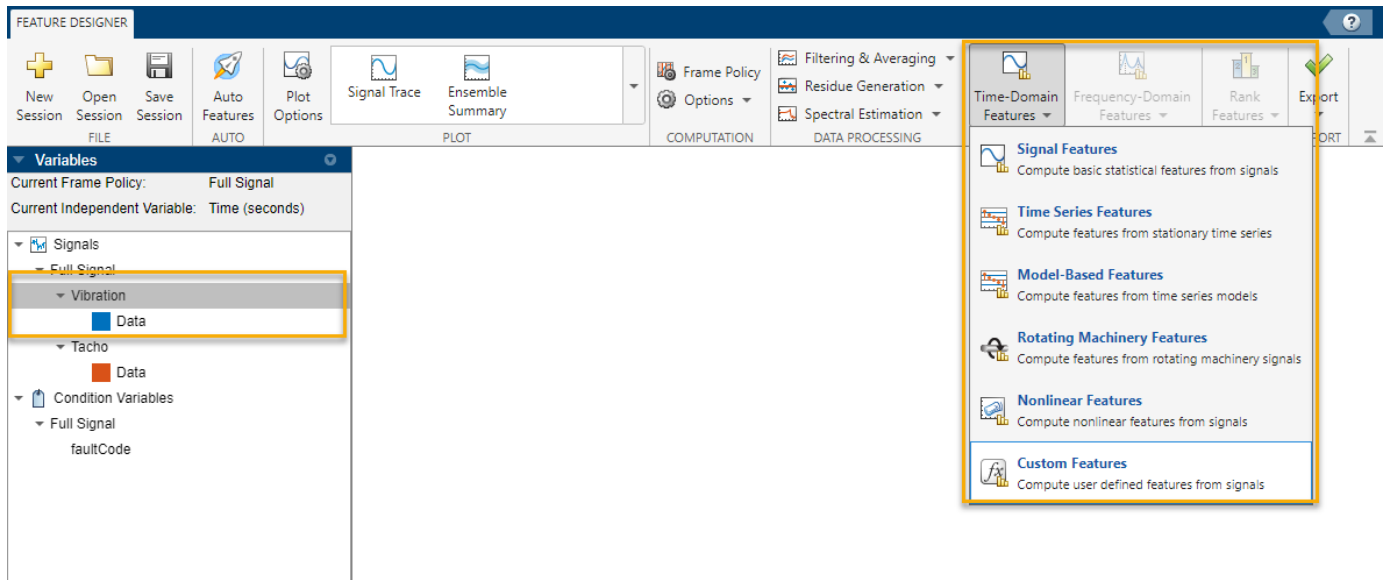 FEATURE DESIGNER
?
New Session
Open Session
Save Session
Auto Features
Plot Options
Signal Trace
Ensemble Summary
Frame Policy
Options
Filtering & Averaging
Residue Generation
Spectral Estimation
Time-Domain Features
Frequency-Domain Features
Rank Features
Export
FILE
AUTO
PLOT
COMPUTATION
DATA PROCESSING
ORT
Variables
Current Frame Policy: Full Signal
Current Independent Variable: Time (seconds)
Signals
Full Signal
Vibration
Data
Tacho
Data
Condition Variables
Full Signal
faultCode
Signal Features
Compute basic statistical features from signals
Time Series Features
Compute features from stationary time series
Model-Based Features
Compute features from time series models
Rotating Machinery Features
Compute features from rotating machinery signals
Nonlinear Features
Compute nonlinear features from signals
fx
Custom Features
Compute user defined features from signals